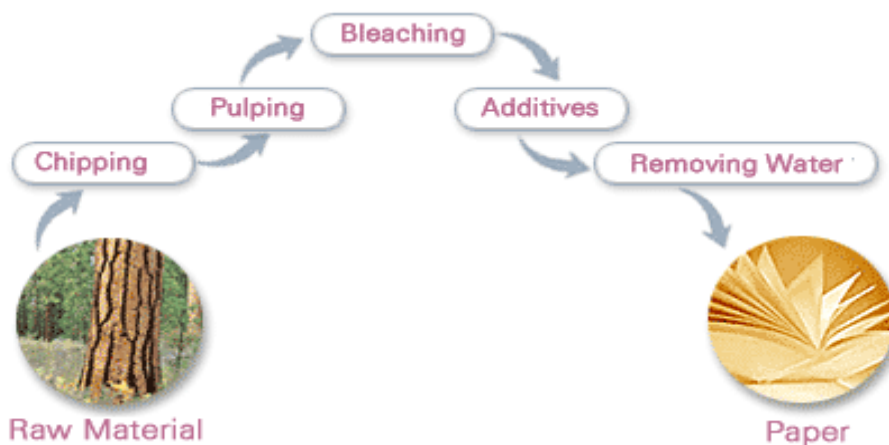 Raw Material
Chipping
Pulping
Bleaching
Additives
Removing Water
Paper